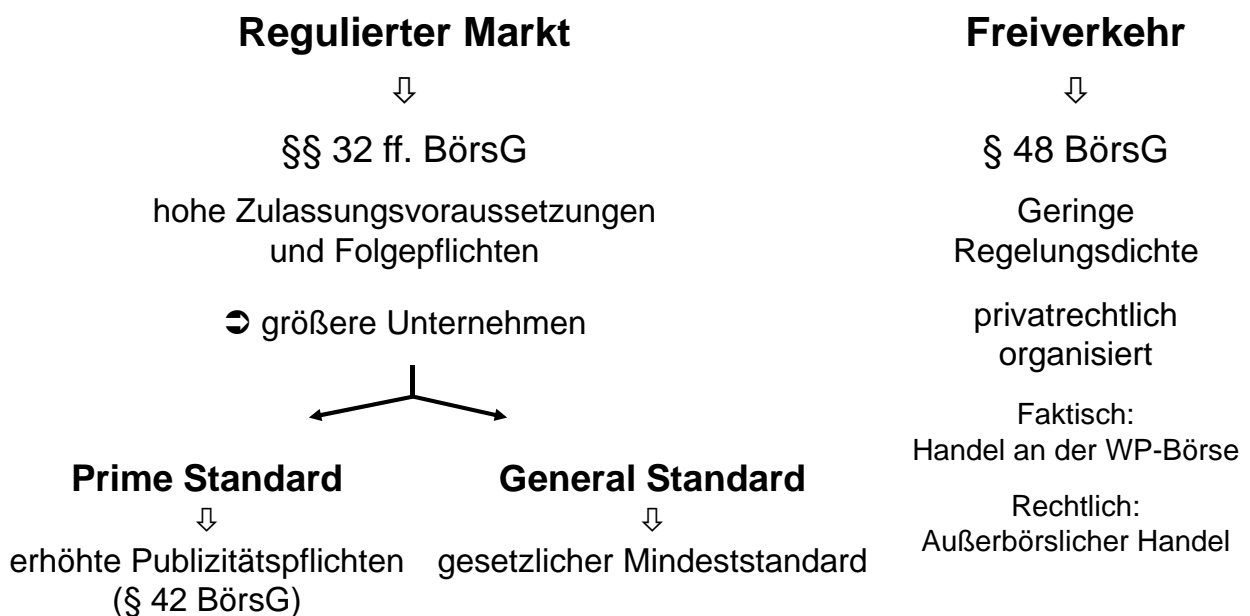 Regulierter Markt
⇩
§§ 32 ff. BörsG
hohe Zulassungsvoraussetzungen
und Folgepflichten
➲ größere Unternehmen
Prime Standard
⇩
erhöhte Publizitätspflichten
(§ 42 BörsG)
General Standard
⇩
gesetzlicher Mindeststandard
Freiverkehr
⇩
§ 48 BörsG
Geringe
Regelungsdichte
privatrechtlich
organisiert
Faktisch:
Handel an der WP-Börse
Rechtlich:
Außerbörslicher Handel